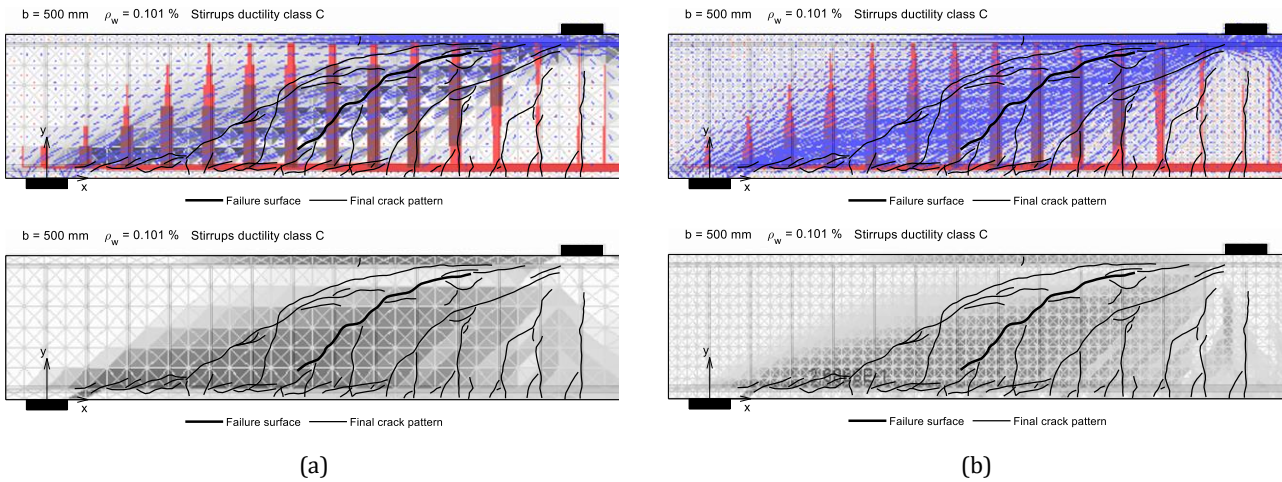 b = 500 mm ρw = 0.101 % Stirrups ductility class C
y
x
Failure surface Final crack pattern
b = 500 mm ρw = 0.101 % Stirrups ductility class C
y
x
Failure surface Final crack pattern
(a)
b = 500 mm ρw = 0.101 % Stirrups ductility class C
y
x
Failure surface Final crack pattern
b = 500 mm ρw = 0.101 % Stirrups ductility class C
y
x
Failure surface Final crack pattern
(b)